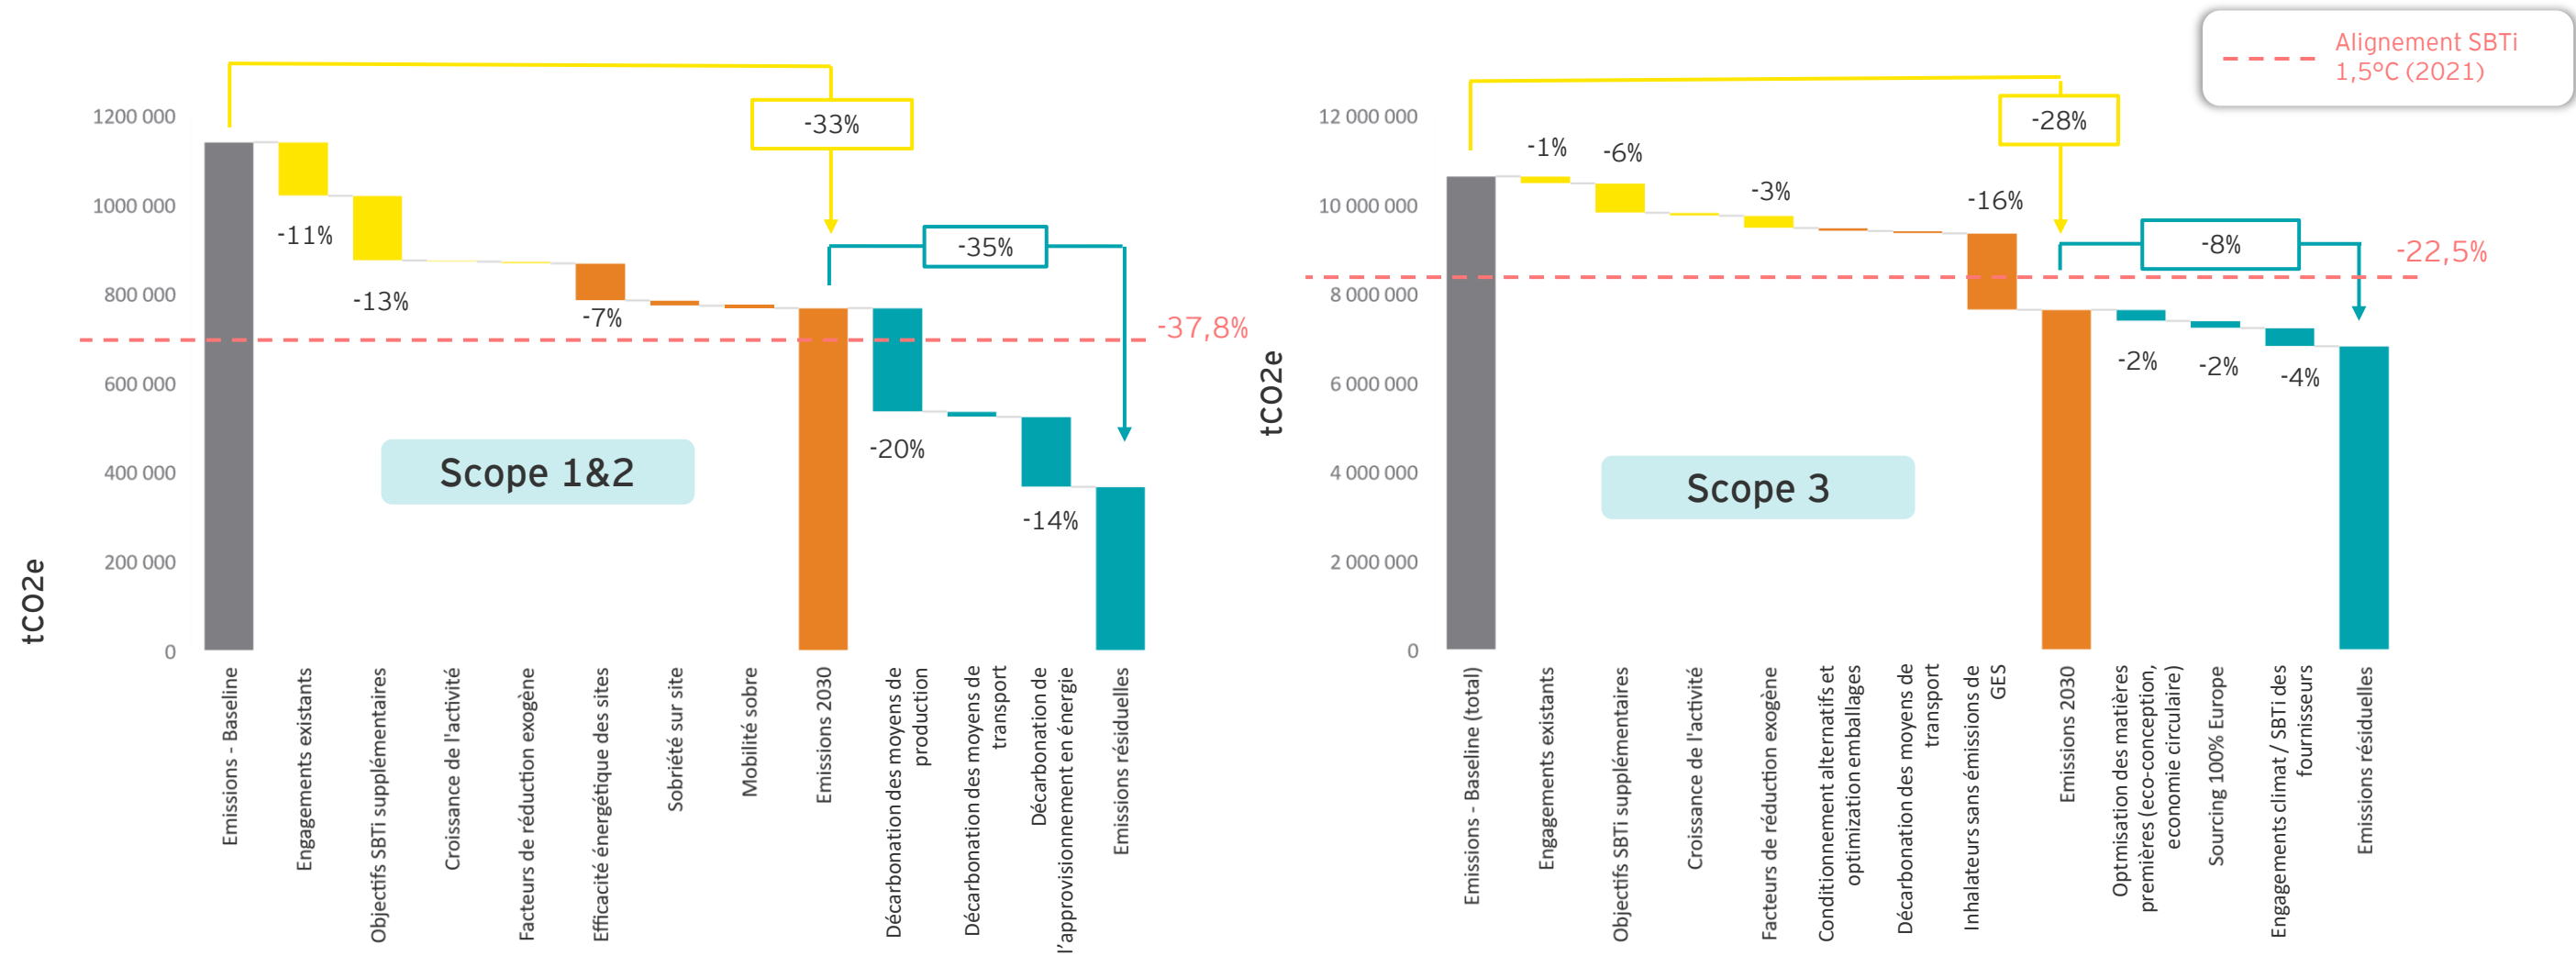 Alignement SBTi
1,5°C (2021)
tCO2e
1200 000
1000 000
800 000
600 000
400 000
200 000
0
-33%
-35%
-11%
-13%
-7%
-20%
-14%
-37,8%
Scope 1&2
Emissions - Baseline
Engagements existants
Objectifs SBTi supplémentaires
Croissance de l'activité
Facteurs de réduction exogène
Efficacité énergétique des sites
Sobriété sur site
Mobilité sobre
Emissions 2030
Décarbonation des moyens de
production
Décarbonation des moyens de
transport
Décarbonation de
l'approvisionnement en énergie
Emissions résiduelles
tCO2e
12 000 000
10 000 000
8 000 000
6 000 000
4 000 000
2 000 000
0
-28%
-8%
-1%
-6%
-3%
-16%
-22,5%
-2%
-2%
-4%
Scope 3
Emissions - Baseline (total)
Engagements existants
Objectifs SBTi supplémentaires
Croissance de l'activité
Facteurs de réduction exogène
Conditionnement alternatifs et
optimization emballages
Décarbonation des moyens de
transport
Inhalateurs sans émissions de
GES
Emissions 2030
Optmisation des matières
premières (eco-conception,
economie circulaire)
Sourcing 100% Europe
Engagements climat / SBTi des
fournisseurs
Emissions résiduelles